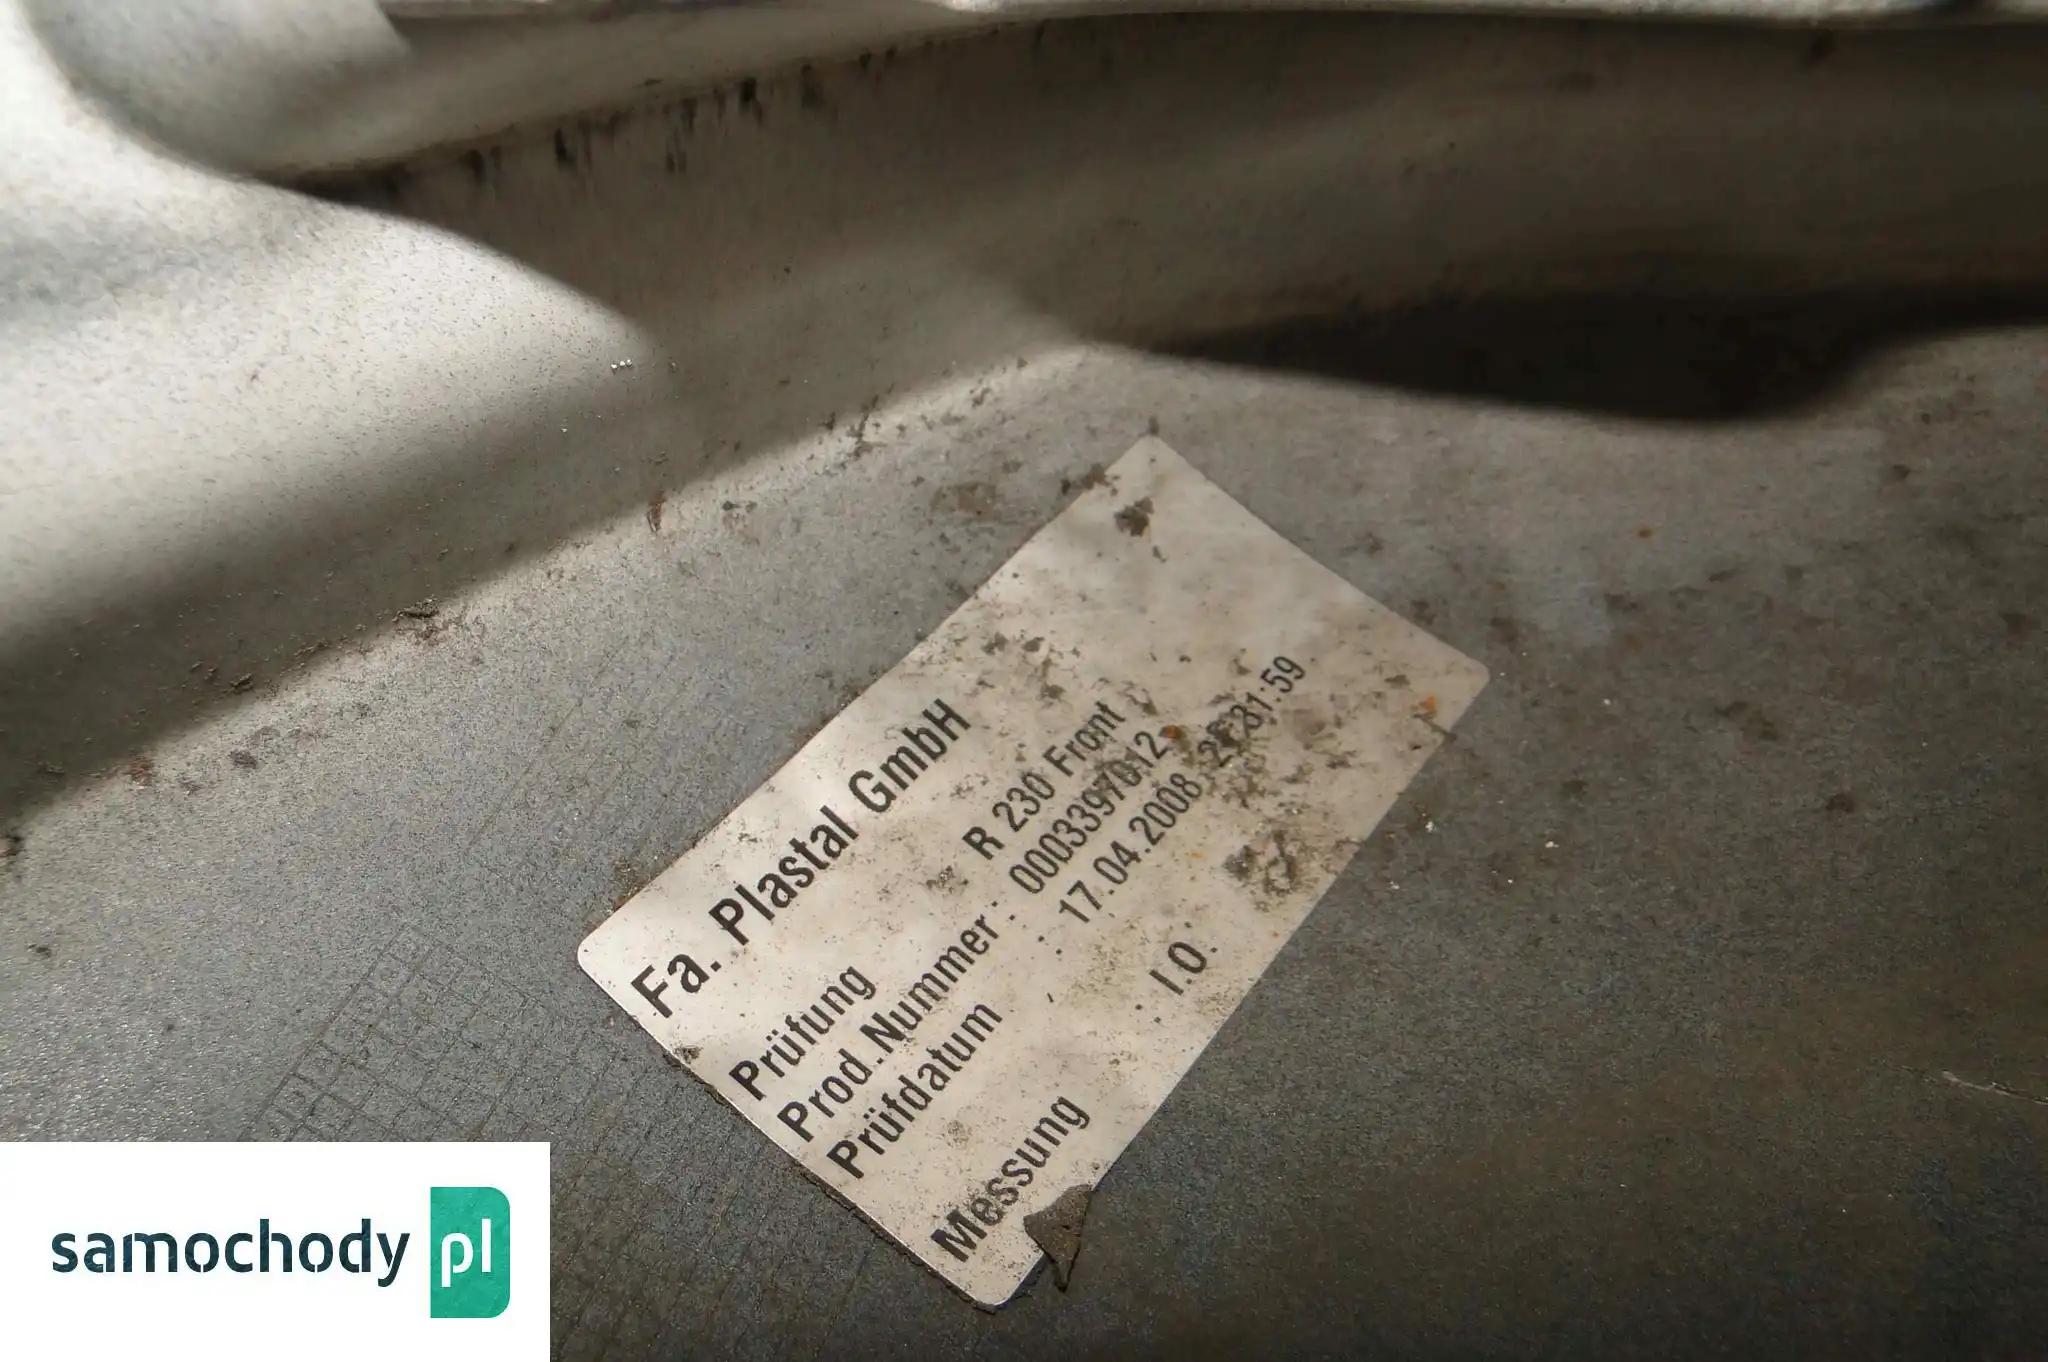 Fa. Plastal GmbH
Prüfung R 230 Front
Prod.Nummer : 0003397012
Prüfdatum : 17.04.2008
Messung : I.O.
samochody pl